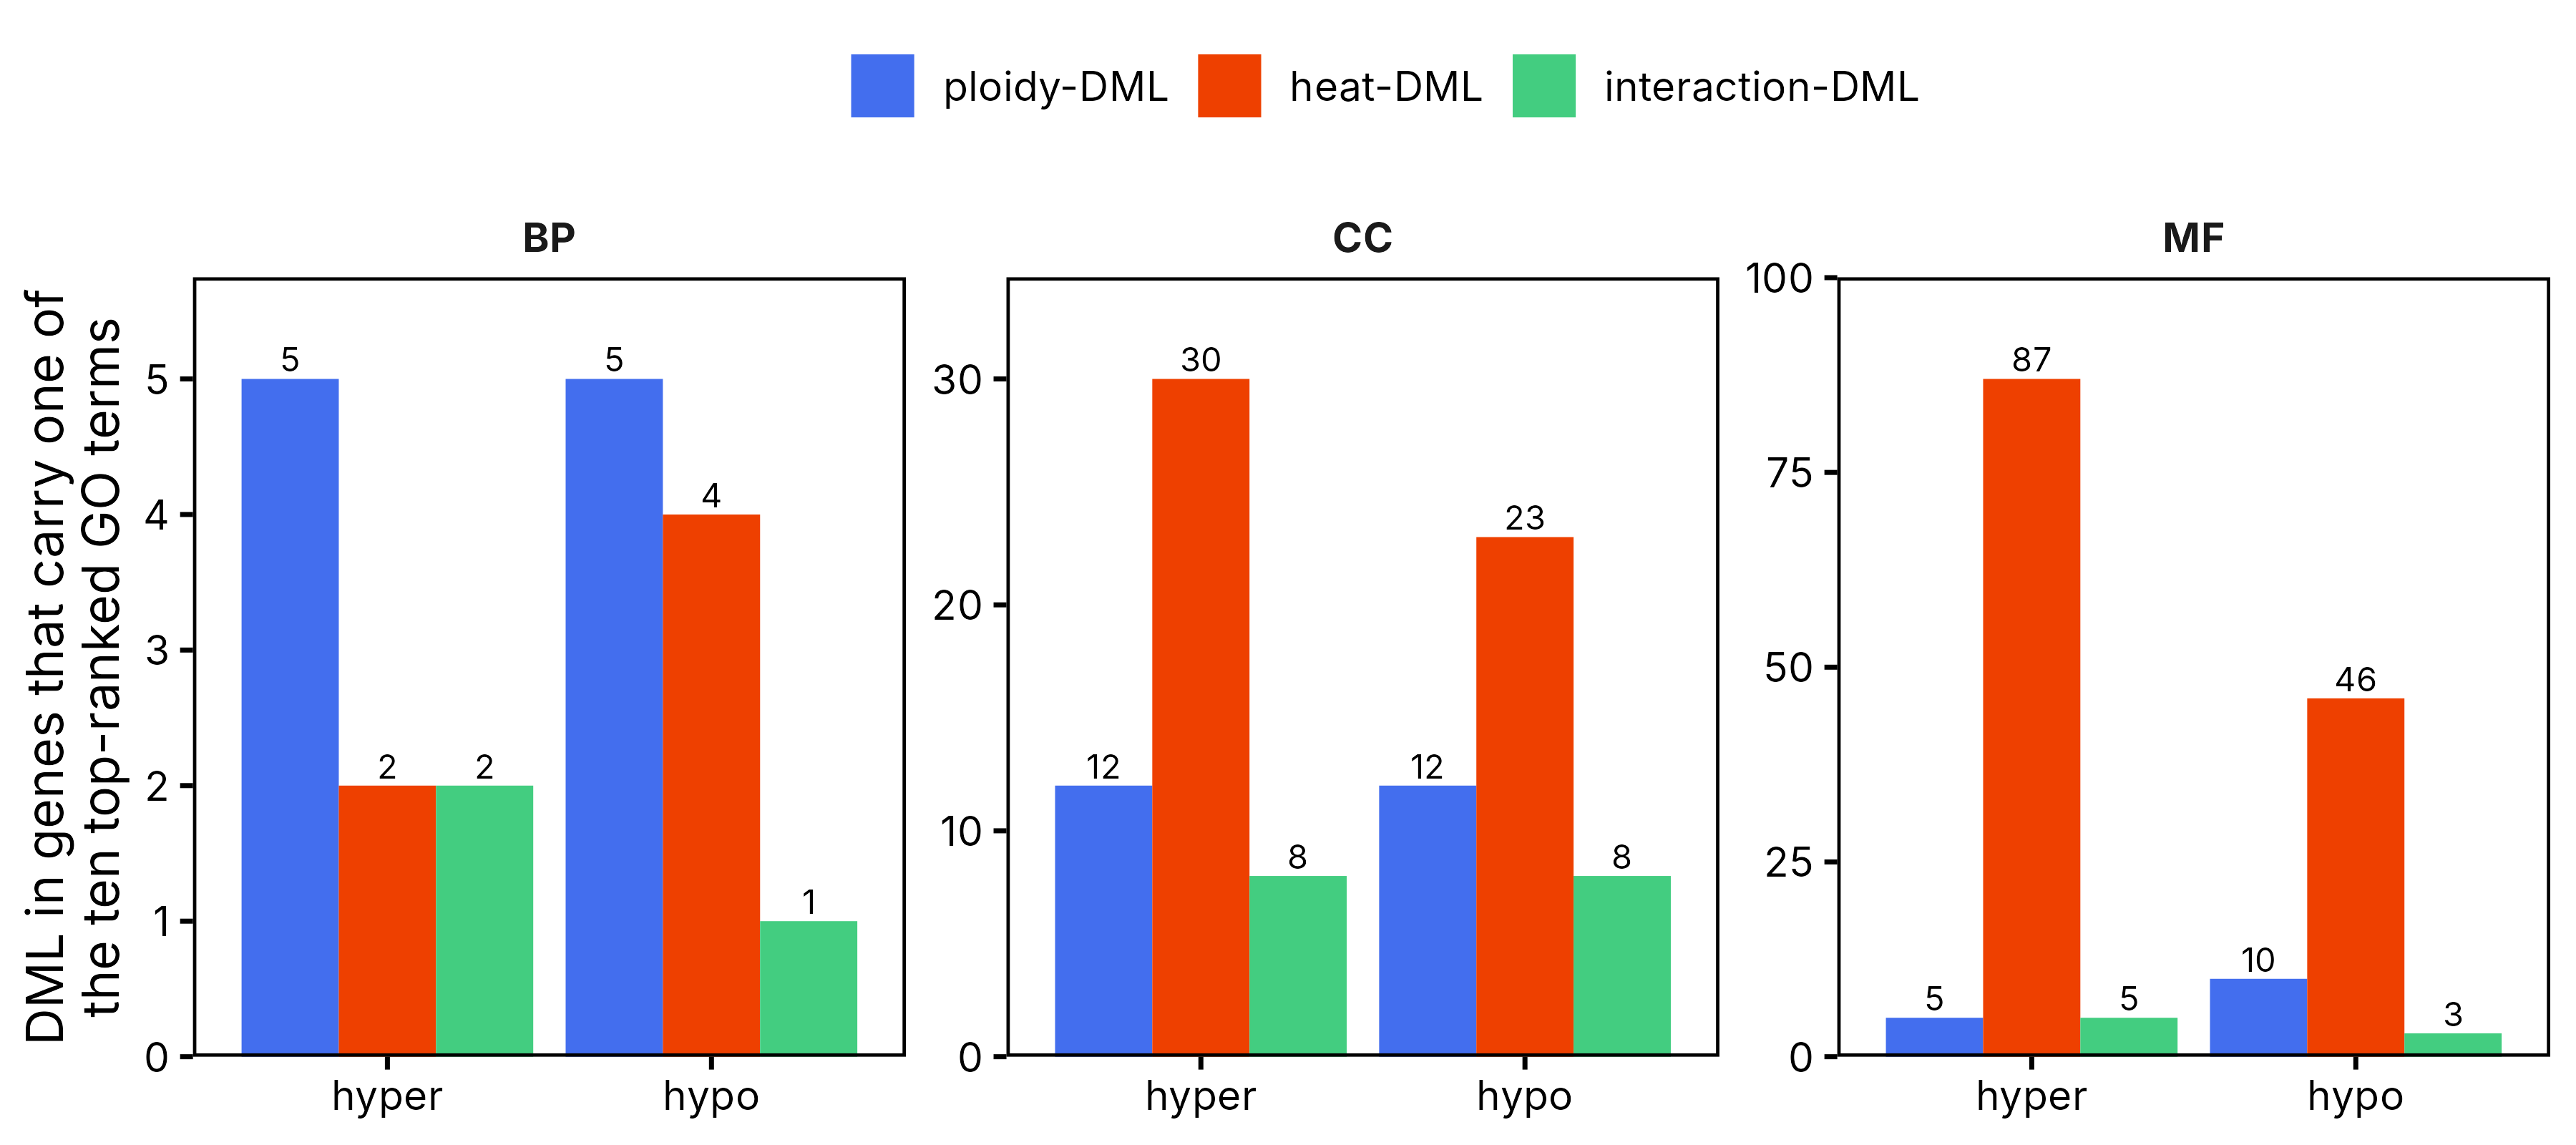 ploidy-DML heat-DML interaction-DML
BP CC MF
DML in genes that carry one of
the ten top-ranked GO terms
5
4
3
2
1
0
5 2 2 5 4 1
hyper hypo
30
20
10
0
12 30 8 12 23 8
hyper hypo
100
75
50
25
0
5 87 5 10 46 3
hyper hypo